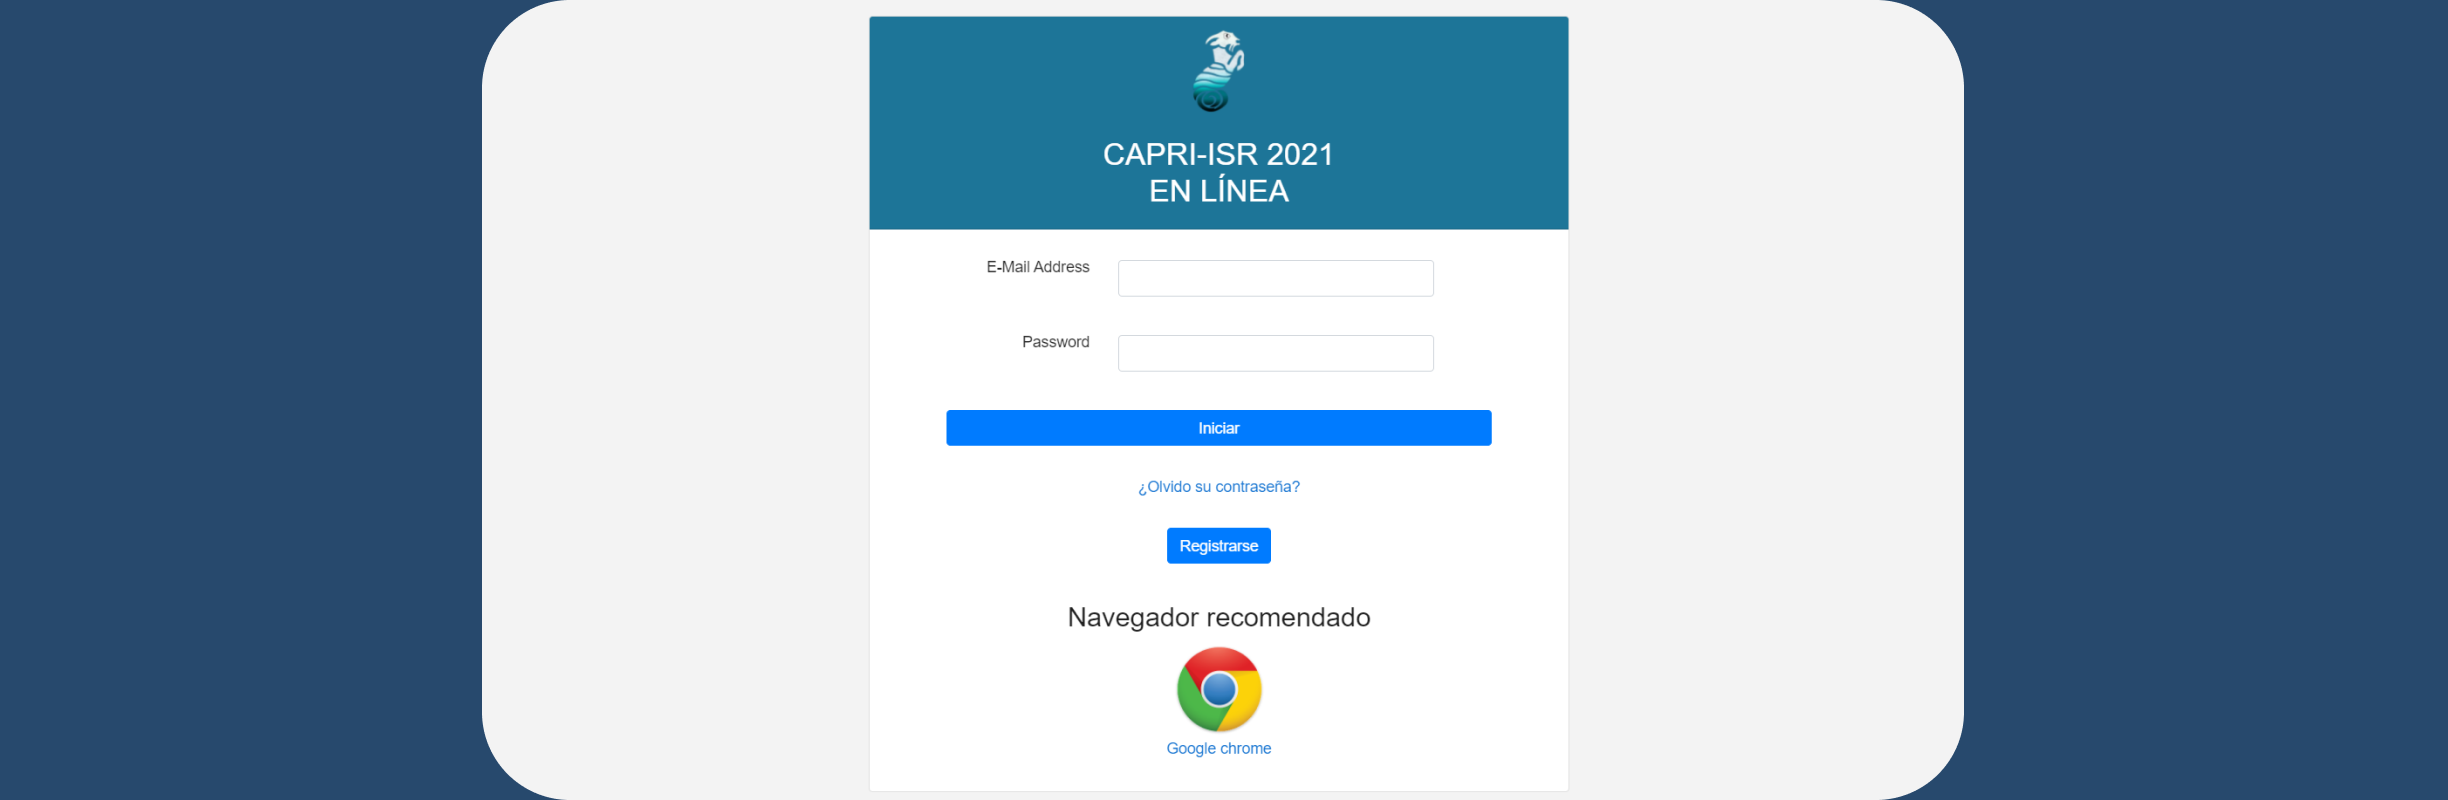 CAPRI-ISR 2021
EN LÍNEA
E-Mail Address
Password
Iniciar
¿Olvido su contraseña?
Registrarse
Navegador recomendado
Google chrome